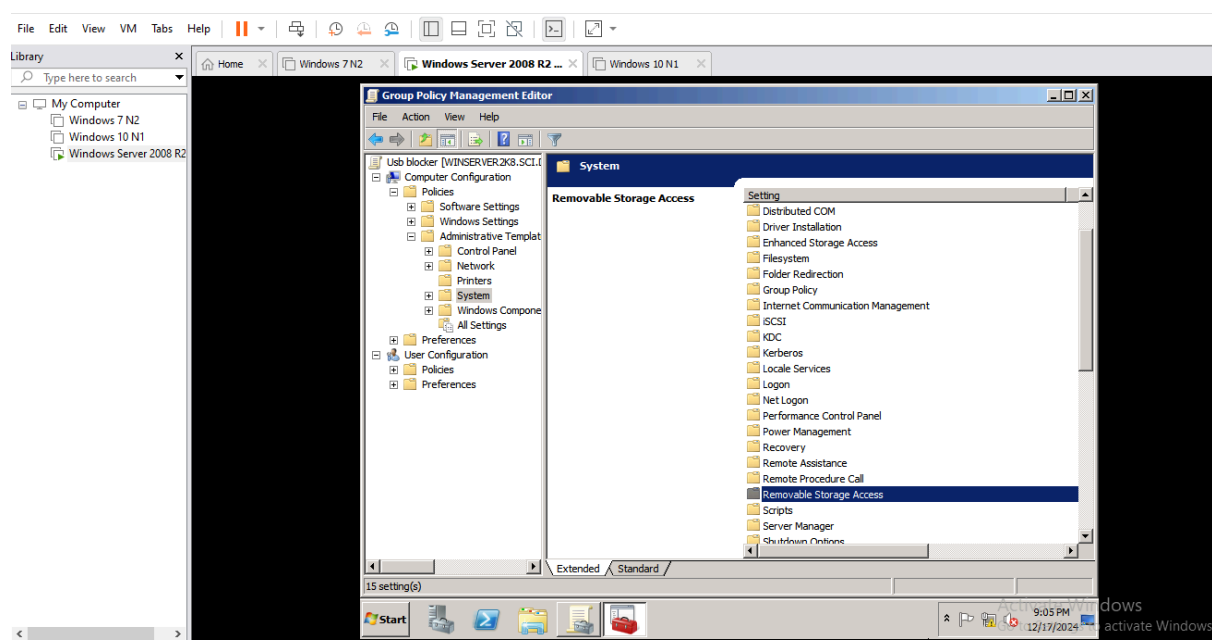 File Edit View VM Tabs Help
Library
Type here to search
My Computer
Windows 7 N2
Windows 10 N1
Windows Server 2008 R2
Home Windows 7 N2 Windows Server 2008 R2 ... Windows 10 N1
Group Policy Management Editor
File Action View Help
Usb blocker [WINSERVER2K8.SCI.
Computer Configuration
Policies
Software Settings
Windows Settings
Administrative Templat
Control Panel
Network
Printers
System
Windows Compone
All Settings
Preferences
User Configuration
Policies
Preferences
System
Removable Storage Access
Setting
Distributed COM
Driver Installation
Enhanced Storage Access
Filesystem
Folder Redirection
Group Policy
Internet Communication Management
iSCSI
KDC
Kerberos
Locale Services
Logon
Net Logon
Performance Control Panel
Power Management
Recovery
Remote Assistance
Remote Procedure Call
Removable Storage Access
Scripts
Server Manager
Shutdown Options
Extended Standard
15 setting(s)
Start
9:05 PM
12/17/2024
Activate Windows
to activate Windows